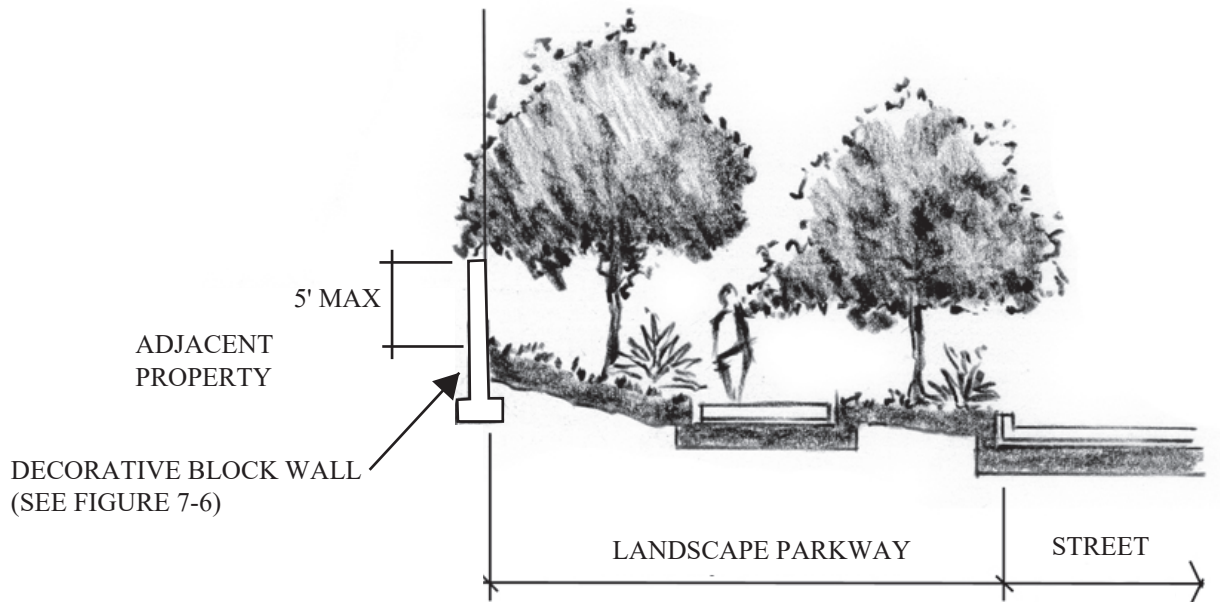 5' MAX
ADJACENT
PROPERTY
DECORATIVE BLOCK WALL
(SEE FIGURE 7-6)
LANDSCAPE PARKWAY
STREET